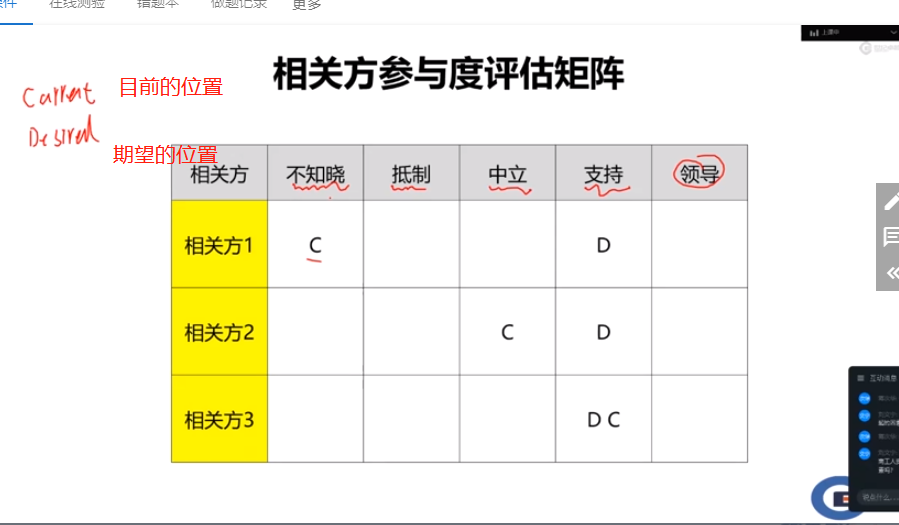 在线测验 错题本 做题记录 更多
上课中
相关方参与度评估矩阵
Current 目前的位置
Desired
期望的位置
相关方 不知晓 抵制 中立 支持 领导
相关方1 C D
相关方2 C D
相关方3 D C
互动消息
说点什么...